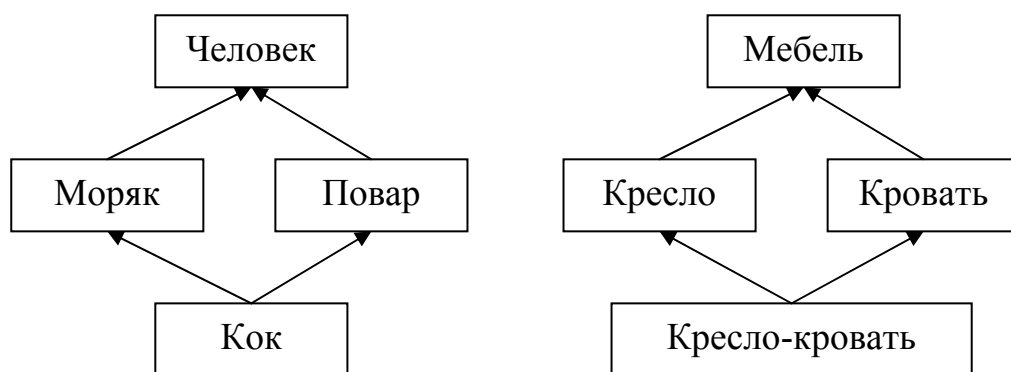 Человек
Мебель
Моряк
Повар
Кресло
Кровать
Кок
Кресло-кровать